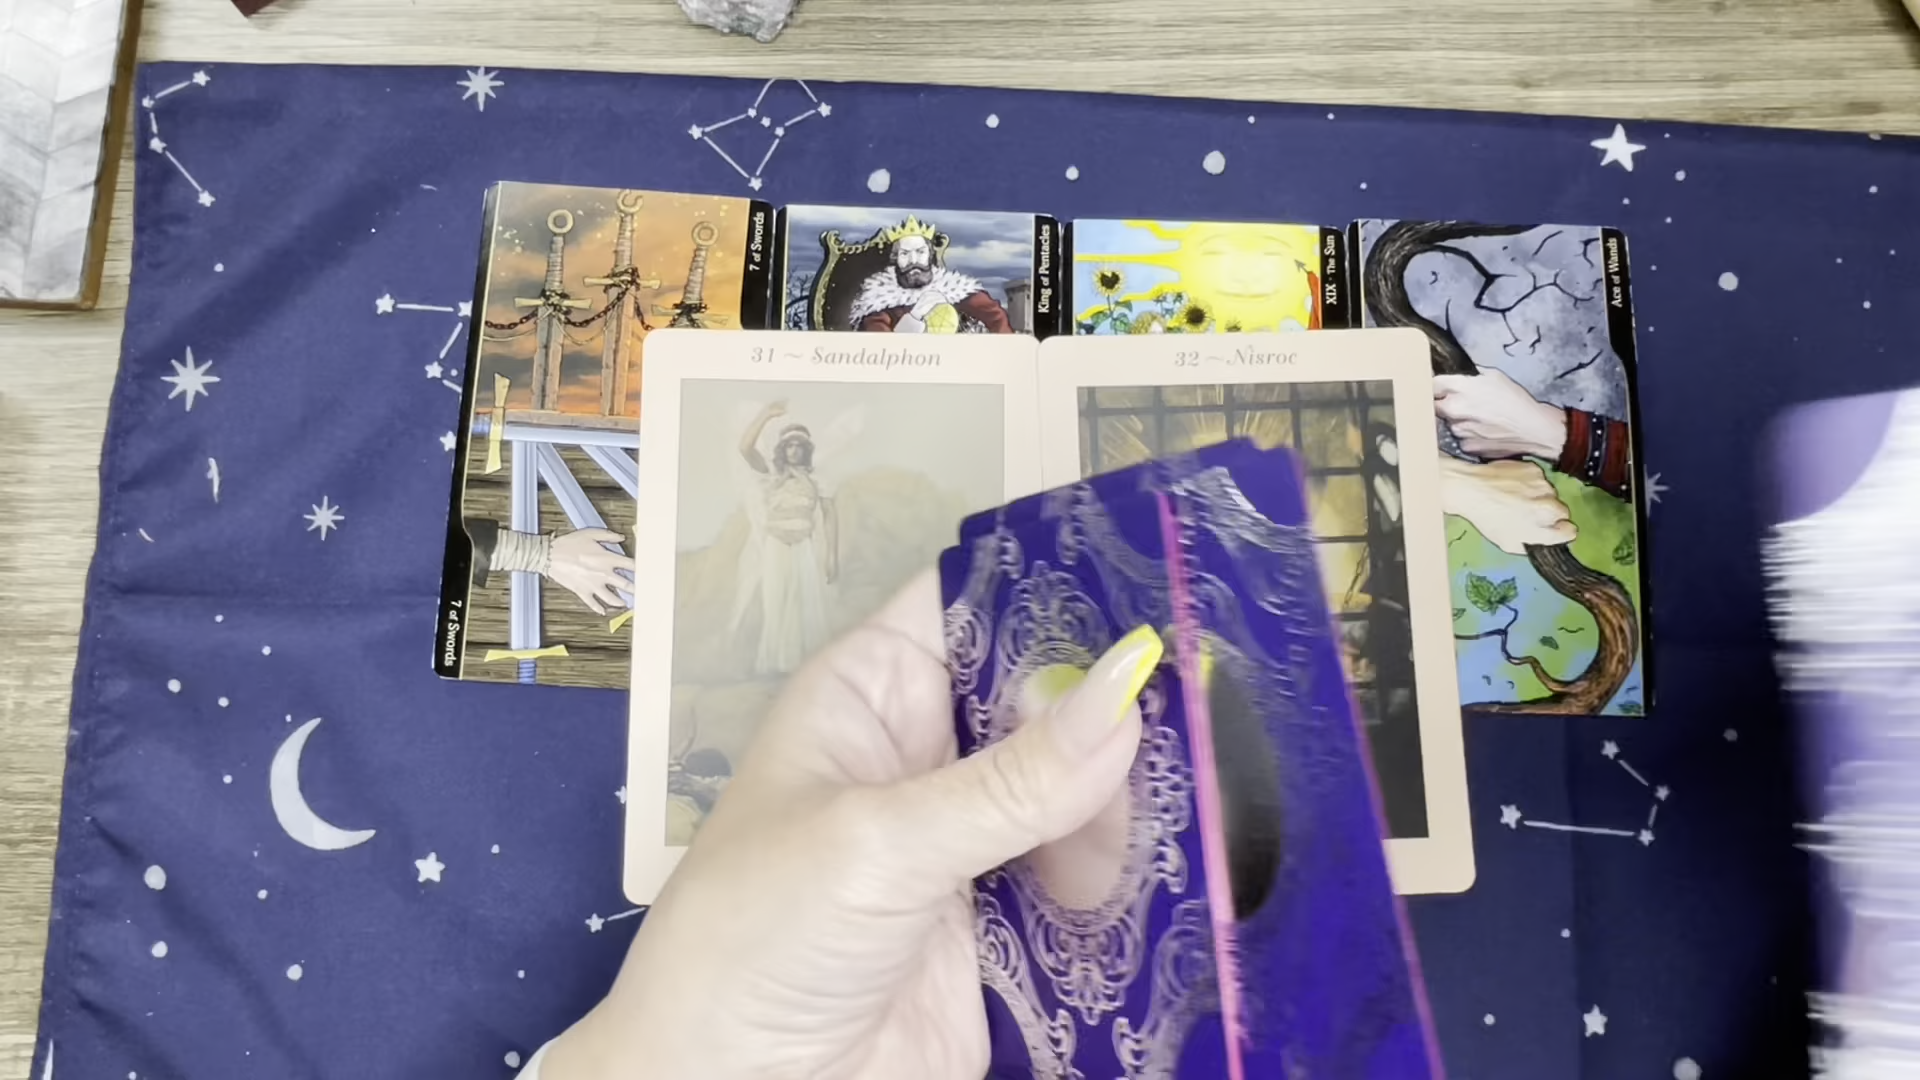 7 of Swords
King of Pentacles
XIX · The Sun
Ace of Wands
31 ~ Sandalphon
32 ~ Nisroc
7 of Swords